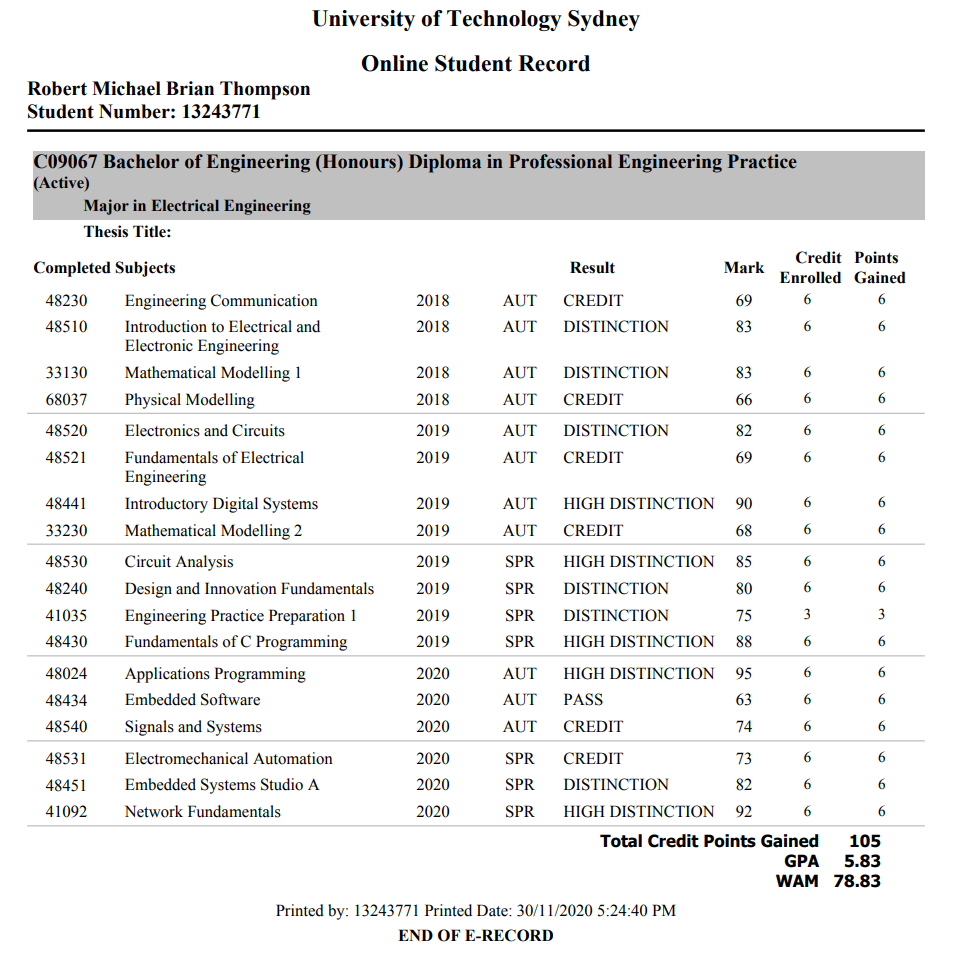 University of Technology Sydney
Online Student Record
Robert Michael Brian Thompson
Student Number: 13243771
C09067 Bachelor of Engineering (Honours) Diploma in Professional Engineering Practice
(Active)
Major in Electrical Engineering
Thesis Title:
Completed Subjects Result Mark Credit Enrolled Points Gained
48230 Engineering Communication 2018 AUT CREDIT 69 6 6
48510 Introduction to Electrical and 2018 AUT DISTINCTION 83 6 6
Electronic Engineering
33130 Mathematical Modelling 1 2018 AUT DISTINCTION 83 6 6
68037 Physical Modelling 2018 AUT CREDIT 66 6 6
48520 Electronics and Circuits 2019 AUT DISTINCTION 82 6 6
48521 Fundamentals of Electrical 2019 AUT CREDIT 69 6 6
Engineering
48441 Introductory Digital Systems 2019 AUT HIGH DISTINCTION 90 6 6
33230 Mathematical Modelling 2 2019 AUT CREDIT 68 6 6
48530 Circuit Analysis 2019 SPR HIGH DISTINCTION 85 6 6
48240 Design and Innovation Fundamentals 2019 SPR DISTINCTION 80 6 6
41035 Engineering Practice Preparation 1 2019 SPR DISTINCTION 75 3 3
48430 Fundamentals of C Programming 2019 SPR HIGH DISTINCTION 88 6 6
48024 Applications Programming 2020 AUT HIGH DISTINCTION 95 6 6
48434 Embedded Software 2020 AUT PASS 63 6 6
48540 Signals and Systems 2020 AUT CREDIT 74 6 6
48531 Electromechanical Automation 2020 SPR CREDIT 73 6 6
48451 Embedded Systems Studio A 2020 SPR DISTINCTION 82 6 6
41092 Network Fundamentals 2020 SPR HIGH DISTINCTION 92 6 6
Total Credit Points Gained 105
GPA 5.83
WAM 78.83
Printed by: 13243771 Printed Date: 30/11/2020 5:24:40 PM
END OF E-RECORD